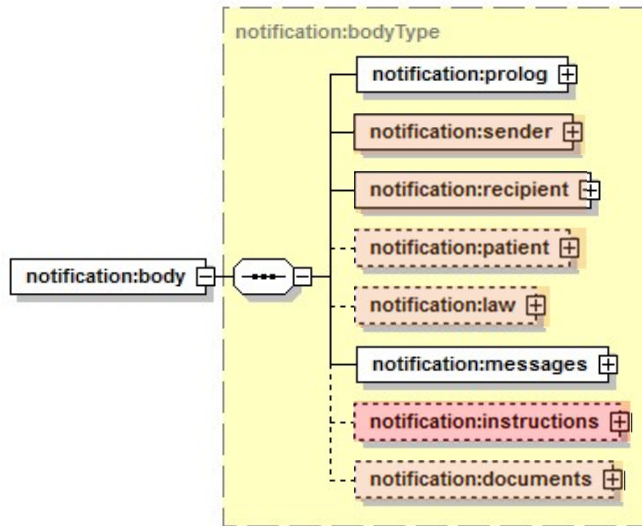 notification:bodyType
notification:prolog
notification:sender
notification:recipient
notification:patient
notification:body
notification:law
notification:messages
notification:instructions
notification:documents